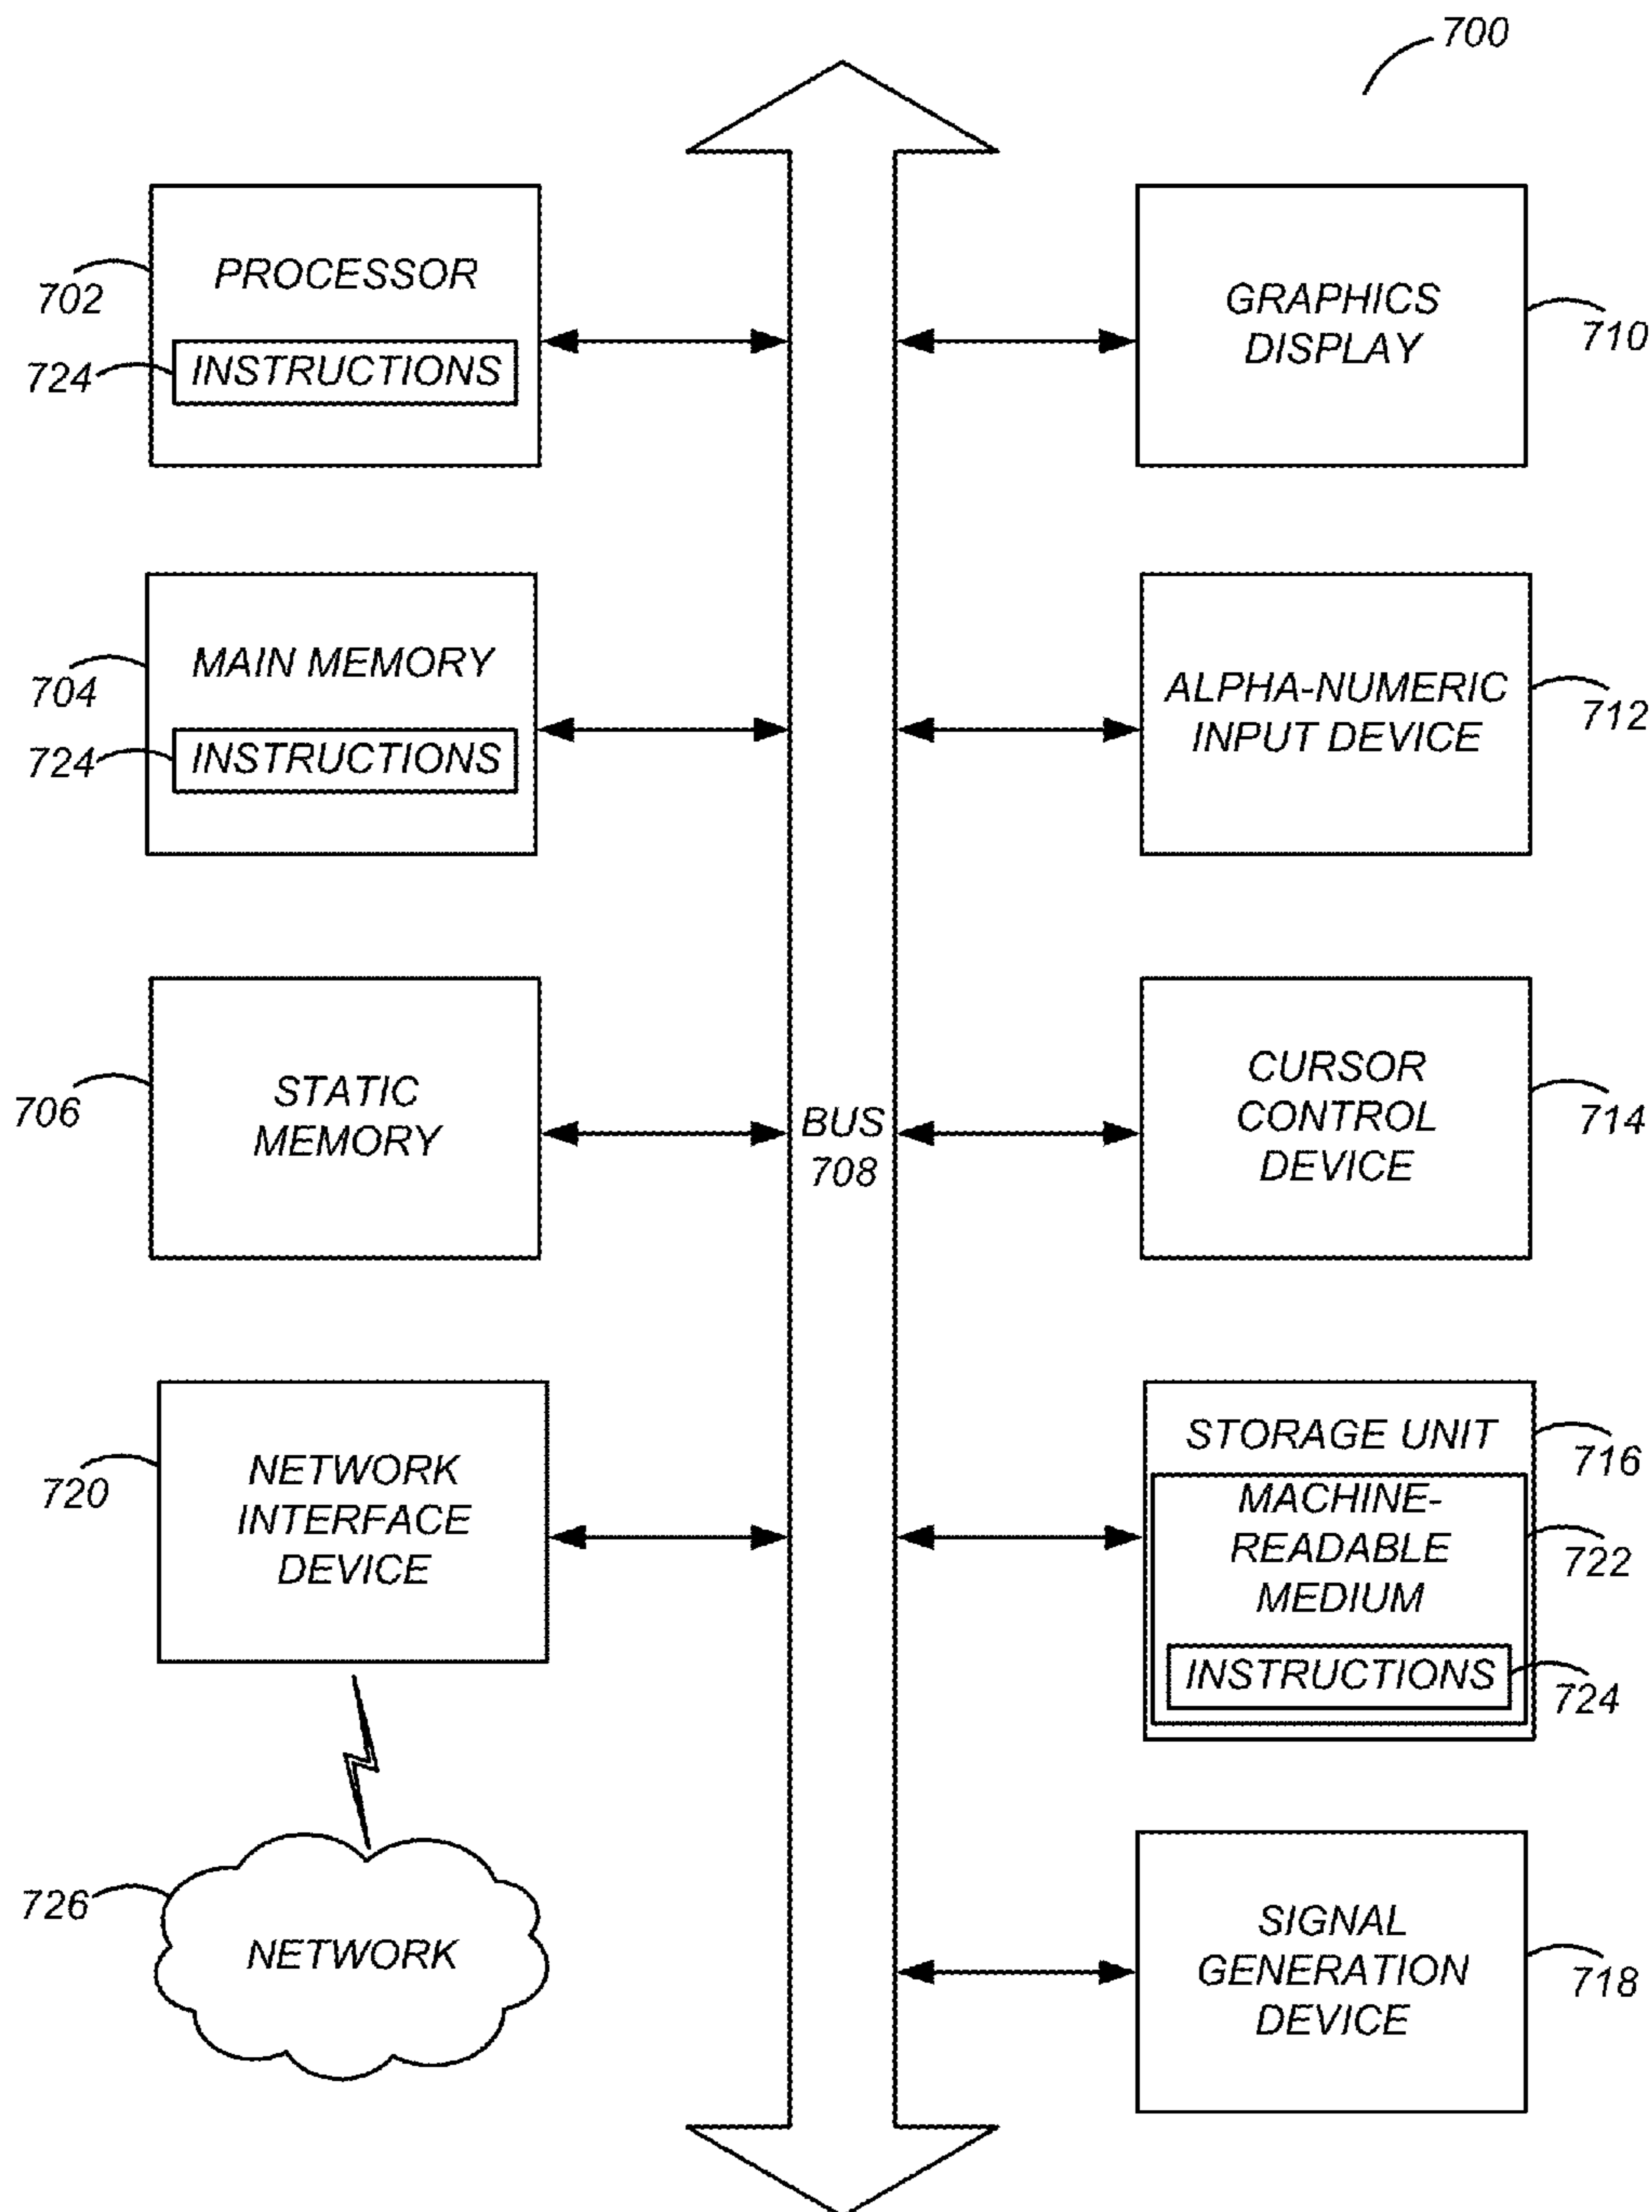 700
PROCESSOR
702
724
INSTRUCTIONS
GRAPHICS
DISPLAY
710
MAIN MEMORY
704
724
INSTRUCTIONS
ALPHA-NUMERIC
INPUT DEVICE
712
STATIC
MEMORY
706
BUS
708
CURSOR
CONTROL
DEVICE
714
NETWORK
INTERFACE
DEVICE
720
STORAGE UNIT
716
MACHINE-
READABLE
MEDIUM
722
INSTRUCTIONS
724
726
NETWORK
SIGNAL
GENERATION
DEVICE
718